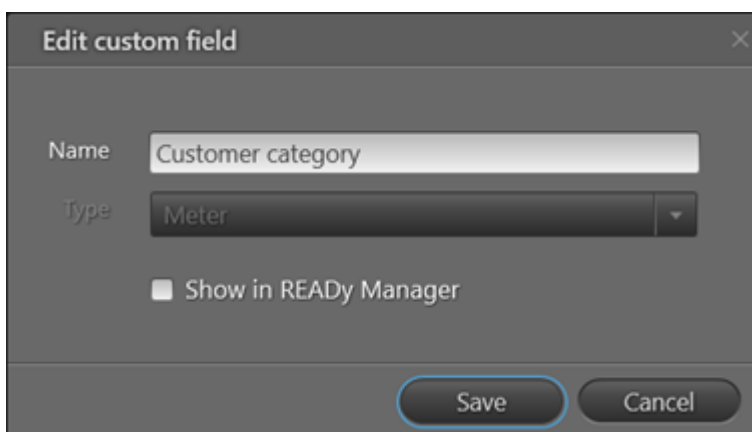 Edit custom field
Name Customer category
Type Meter
Show in READy Manager
Save Cancel